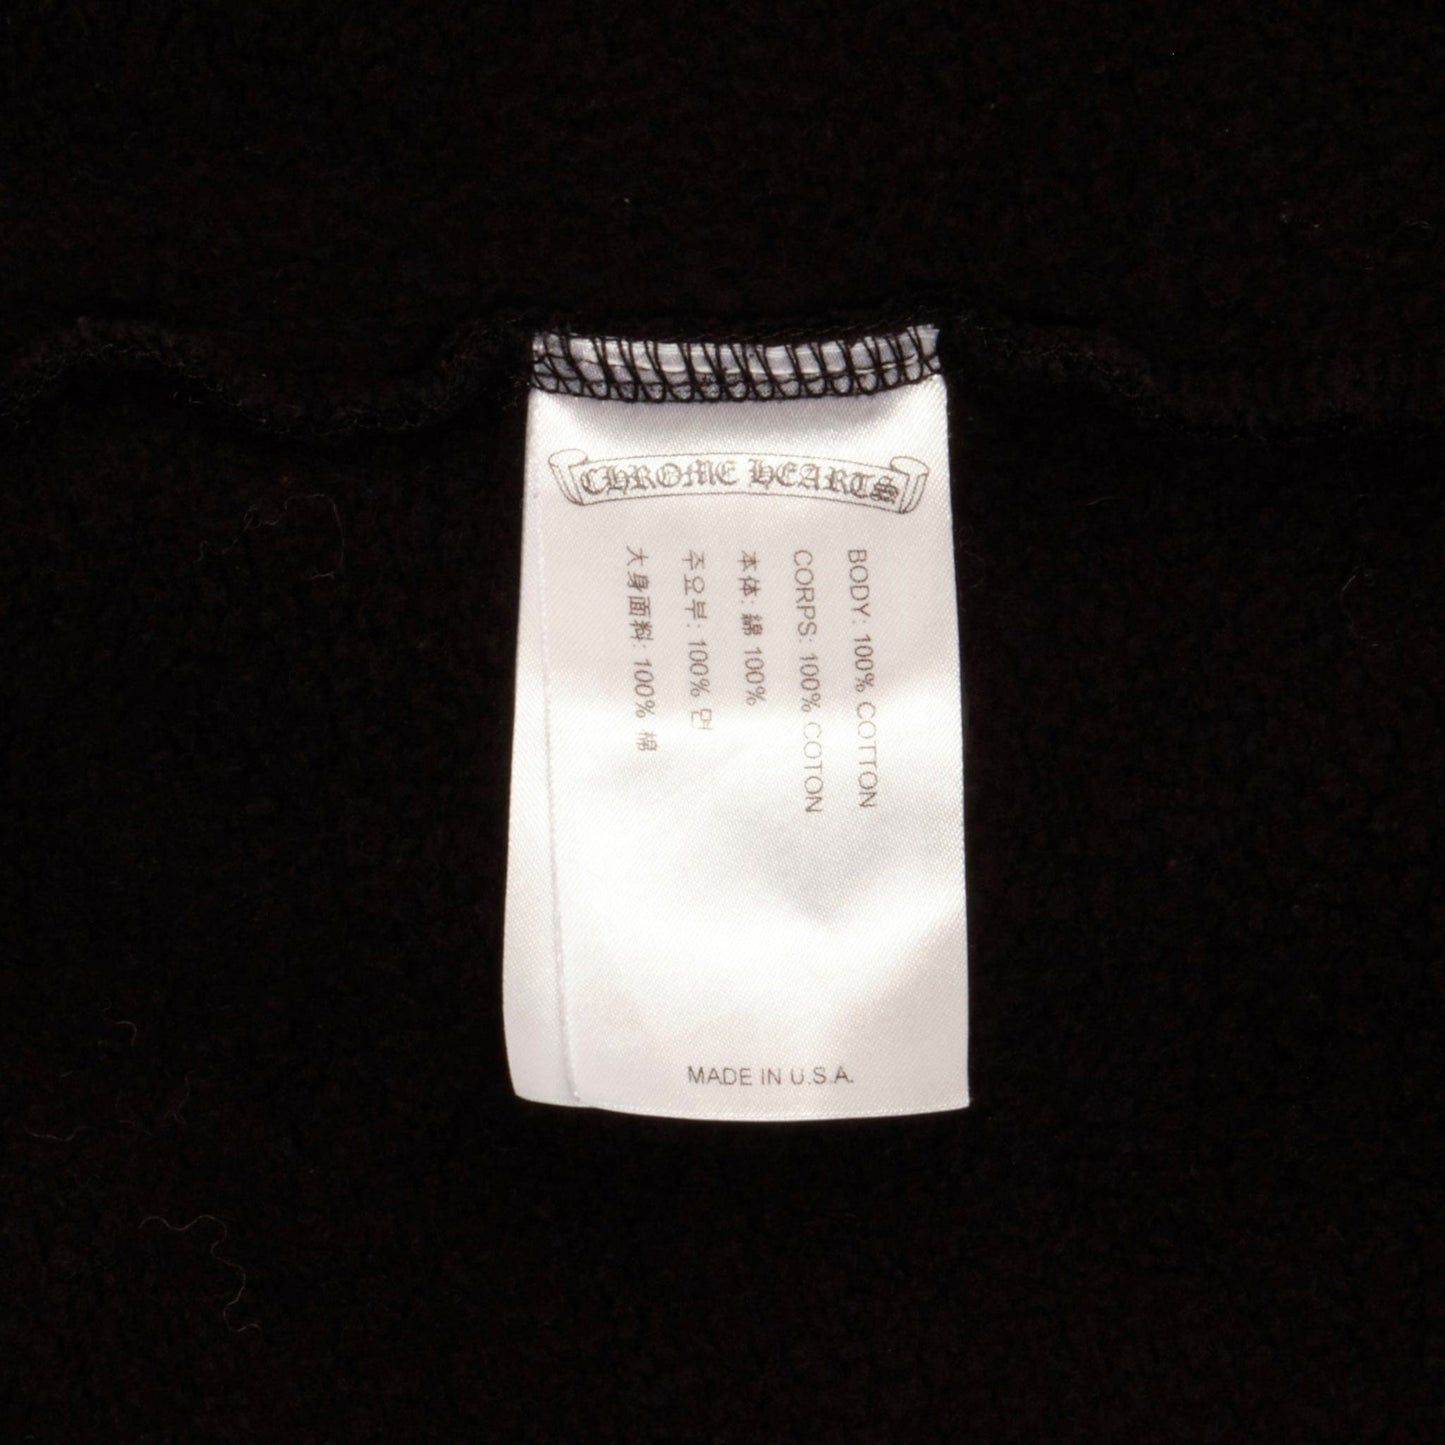 CHROME HEARTS
BODY: 100% COTTON
CORPS: 100% COTON
本体: 綿 100%
주요부: 100% 면
大身面料: 100% 棉
MADE IN U.S.A.